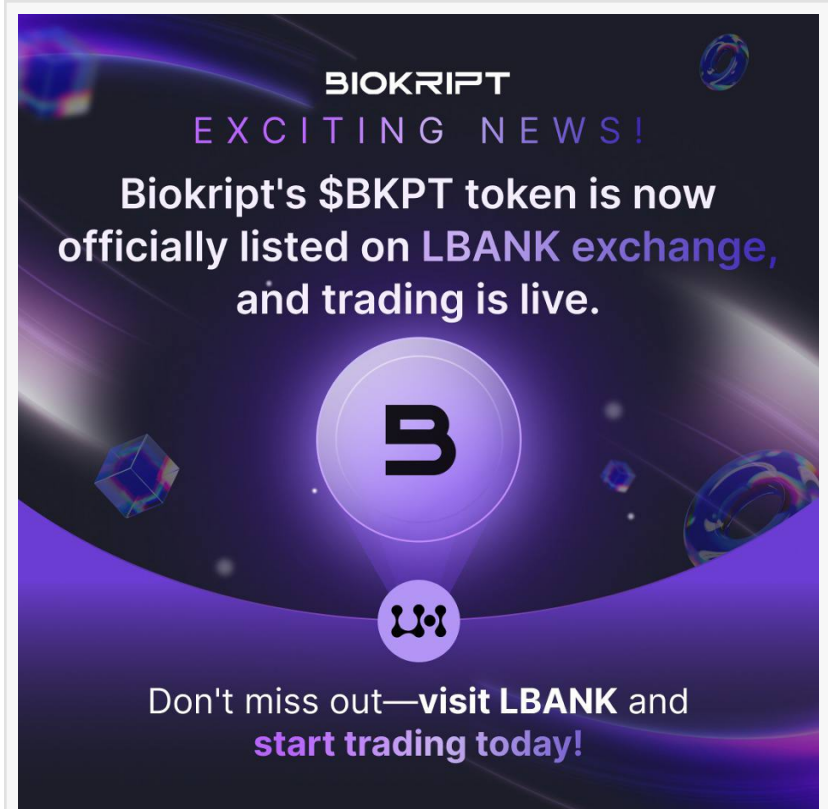 BIOKRIPT
EXCITING NEWS!
Biokript's $BKPT token is now
officially listed on LBANK exchange,
and trading is live.
B
Don't miss out—visit LBANK and
start trading today!